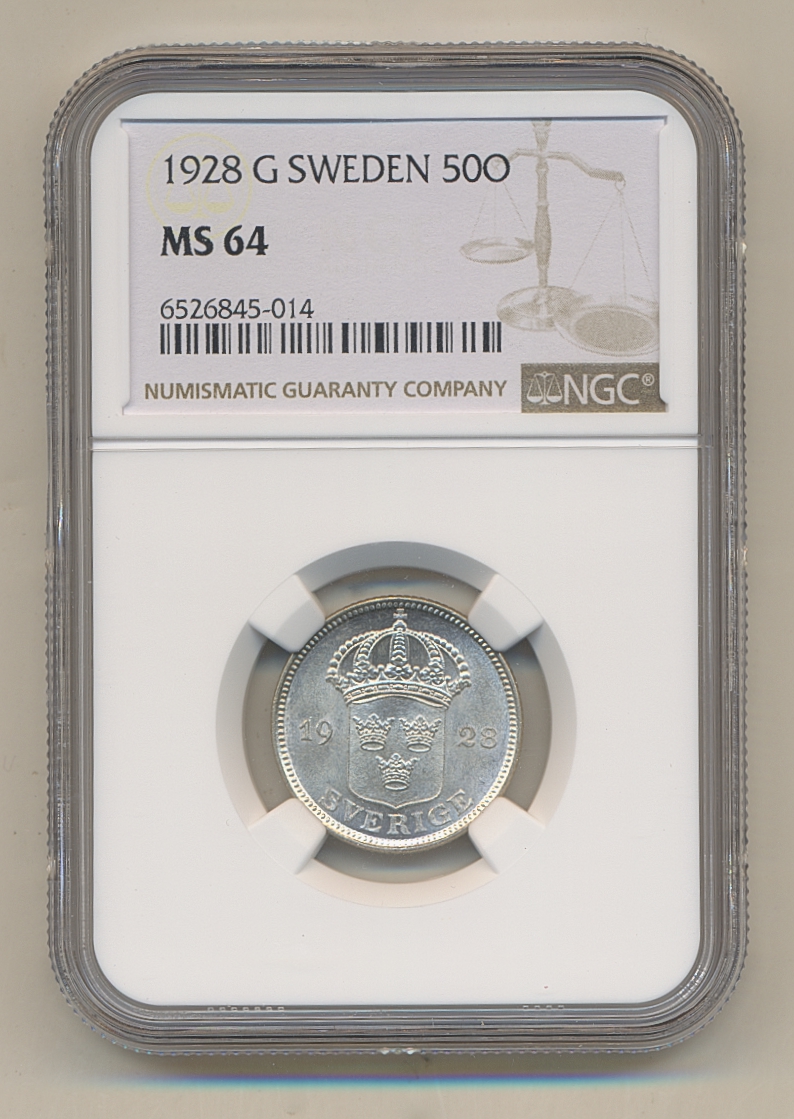 1928 G SWEDEN 50O
MS 64
6526845-014
NUMISMATIC GUARANTY COMPANY
NGC®
19 28
SVERIGE